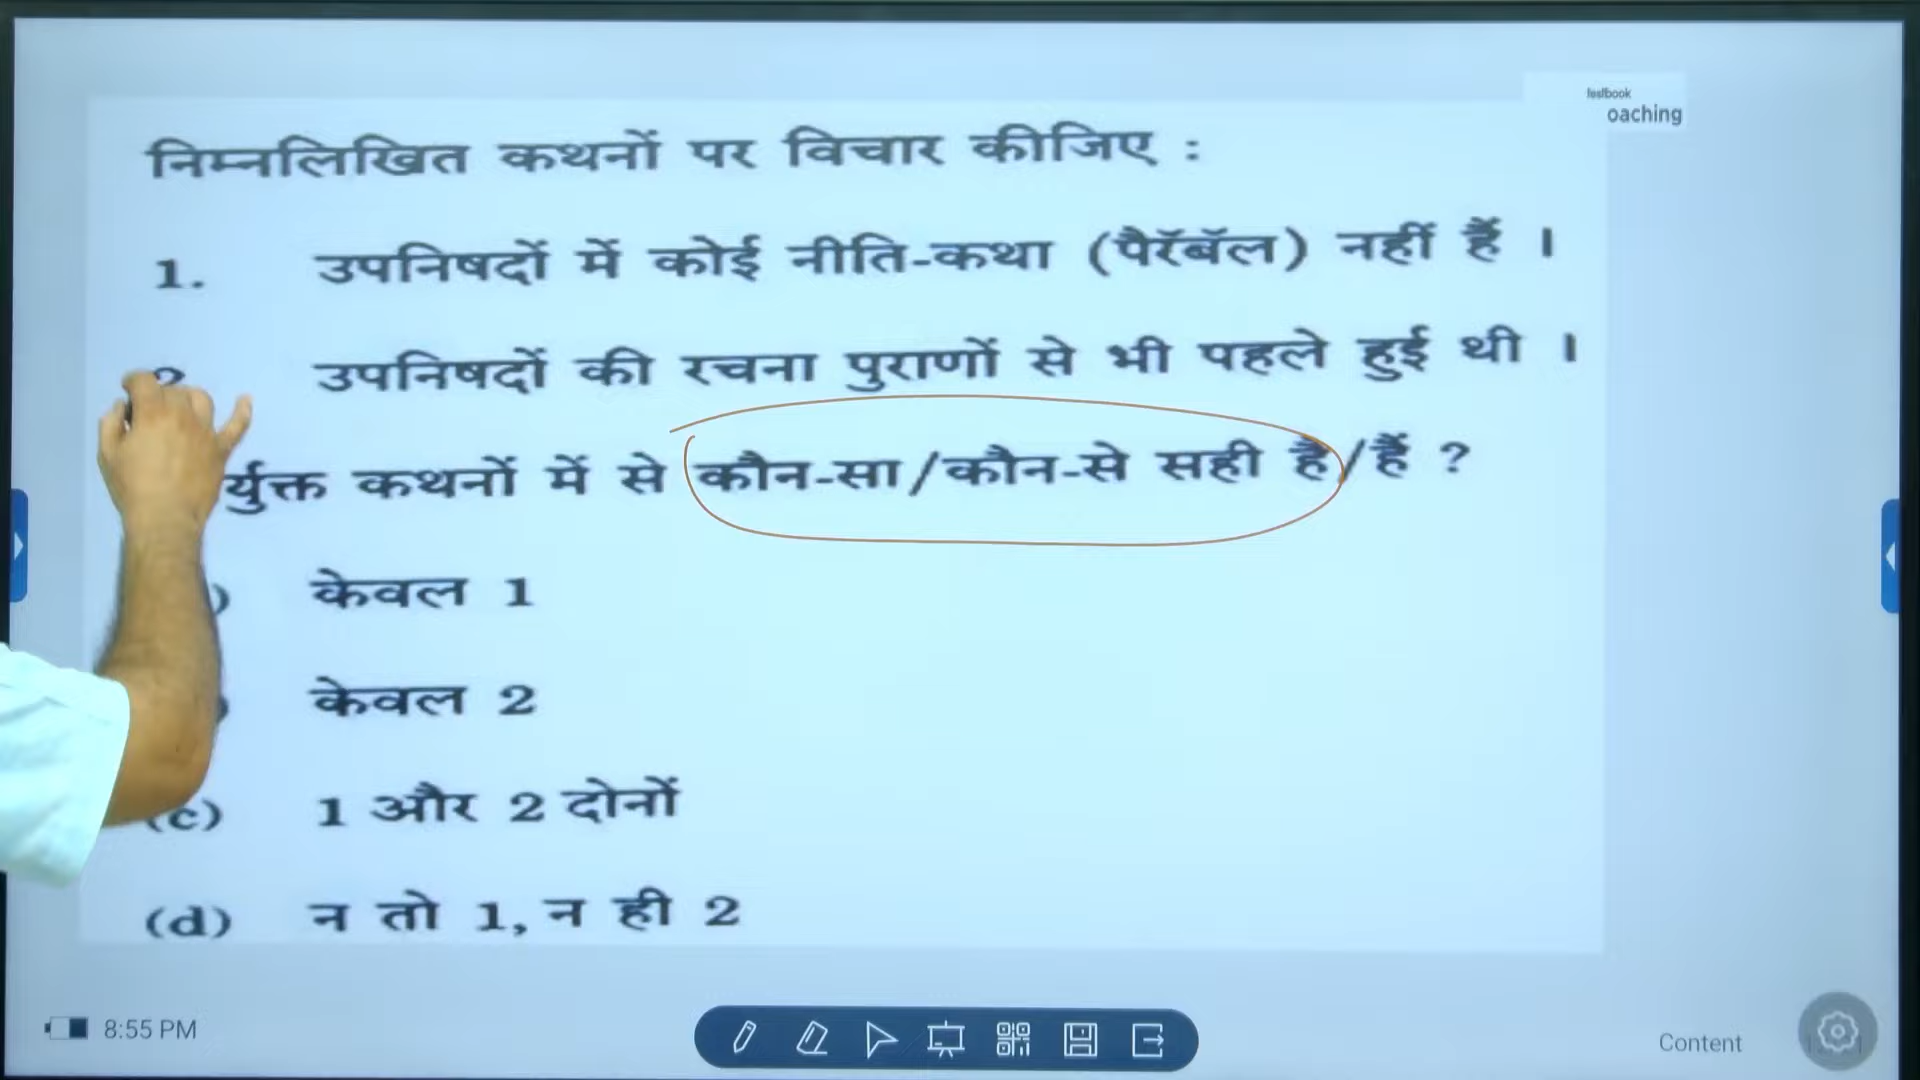 testbook
oaching
निम्नलिखित कथनों पर विचार कीजिए :
1. उपनिषदों में कोई नीति-कथा (पैरॅबॅल) नहीं हैं ।
उपनिषदों की रचना पुराणों से भी पहले हुई थी ।
र्युक्त कथनों में से कौन-सा/कौन-से सही है/हैं ?
) केवल 1
) केवल 2
(c) 1 और 2 दोनों
(d) न तो 1, न ही 2
8:55 PM
Content